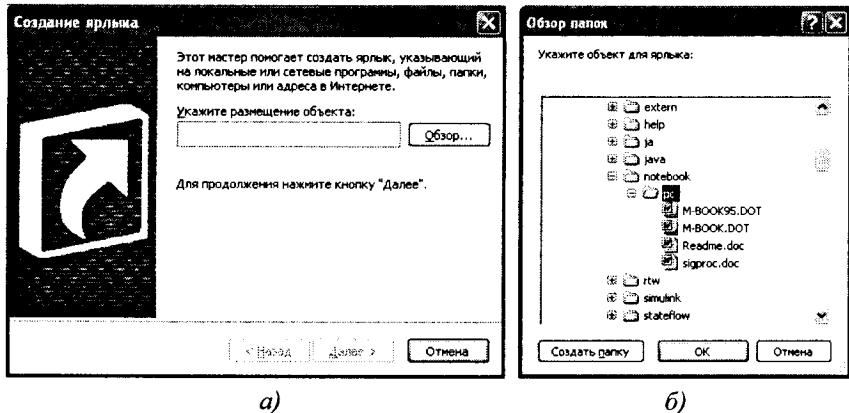 Создание ярлыка
Этот мастер помогает создать ярлык, указывающий
на локальные или сетевые программы, файлы, папки,
компьютеры или адреса в Интернете.
Укажите размещение объекта:
Обзор...
Для продолжения нажмите кнопку "Далее".
< Назад
Далее >
Отмена
а)
Обзор папок
Укажите объект для ярлыка:
extern
help
ja
java
notebook
pc
M-BOOK95.DOT
M-BOOK.DOT
Readme.doc
sigproc.doc
rtw
simulink
stateflow
Создать папку
ОК
Отмена
б)